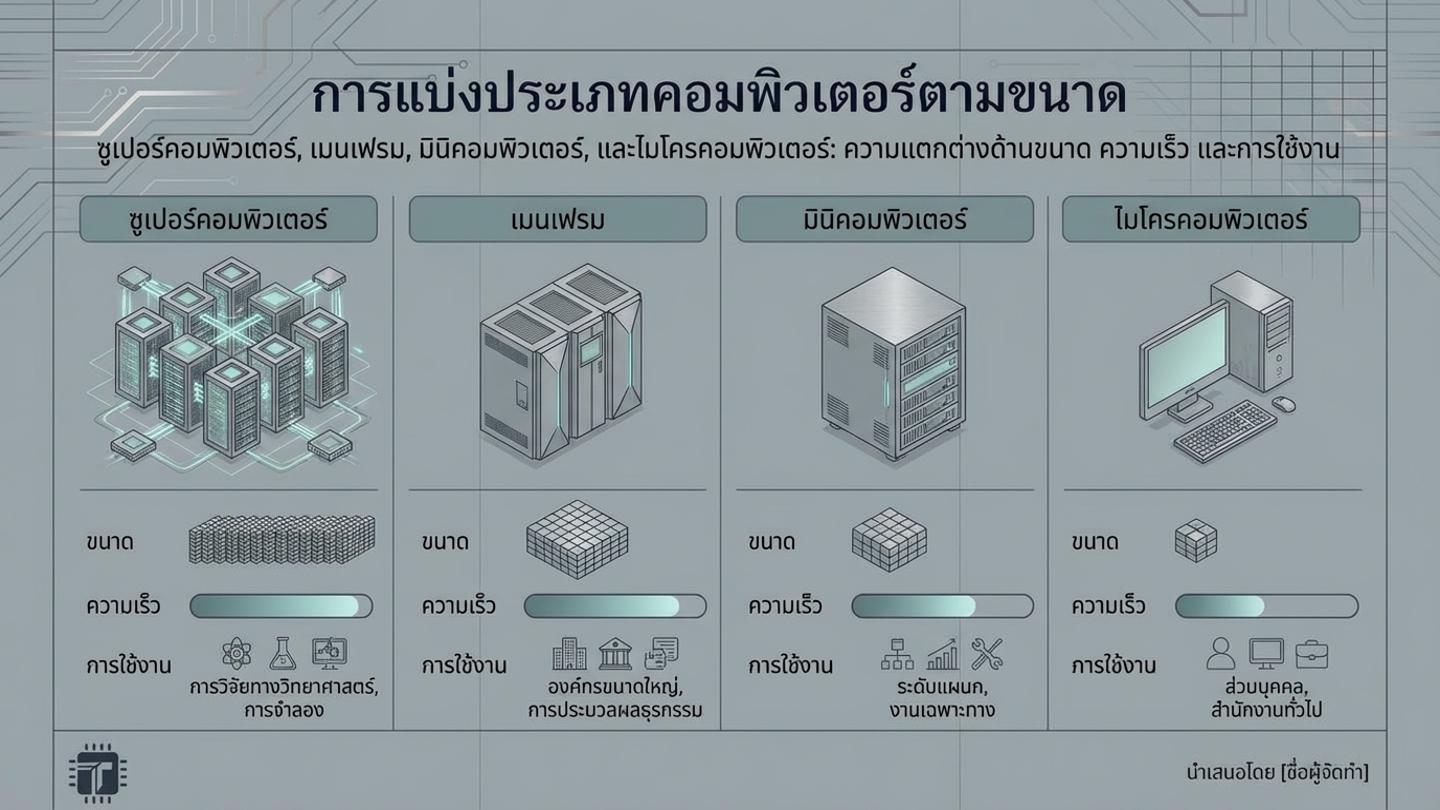 การแบ่งประเภทคอมพิวเตอร์ตามขนาด
ซูเปอร์คอมพิวเตอร์, เมนเฟรม, มินิคอมพิวเตอร์, และไมโครคอมพิวเตอร์: ความแตกต่างด้านขนาด ความเร็ว และการใช้งาน
ซูเปอร์คอมพิวเตอร์
ขนาด
ความเร็ว
การใช้งาน
การวิจัยทางวิทยาศาสตร์,
การจำลอง
เมนเฟรม
ขนาด
ความเร็ว
การใช้งาน
องค์กรขนาดใหญ่,
การประมวลผลธุรกรรม
มินิคอมพิวเตอร์
ขนาด
ความเร็ว
การใช้งาน
ระดับแผนก,
งานเฉพาะทาง
ไมโครคอมพิวเตอร์
ขนาด
ความเร็ว
การใช้งาน
ส่วนบุคคล,
สำนักงานทั่วไป
นำเสนอโดย [ชื่อผู้จัดทำ]